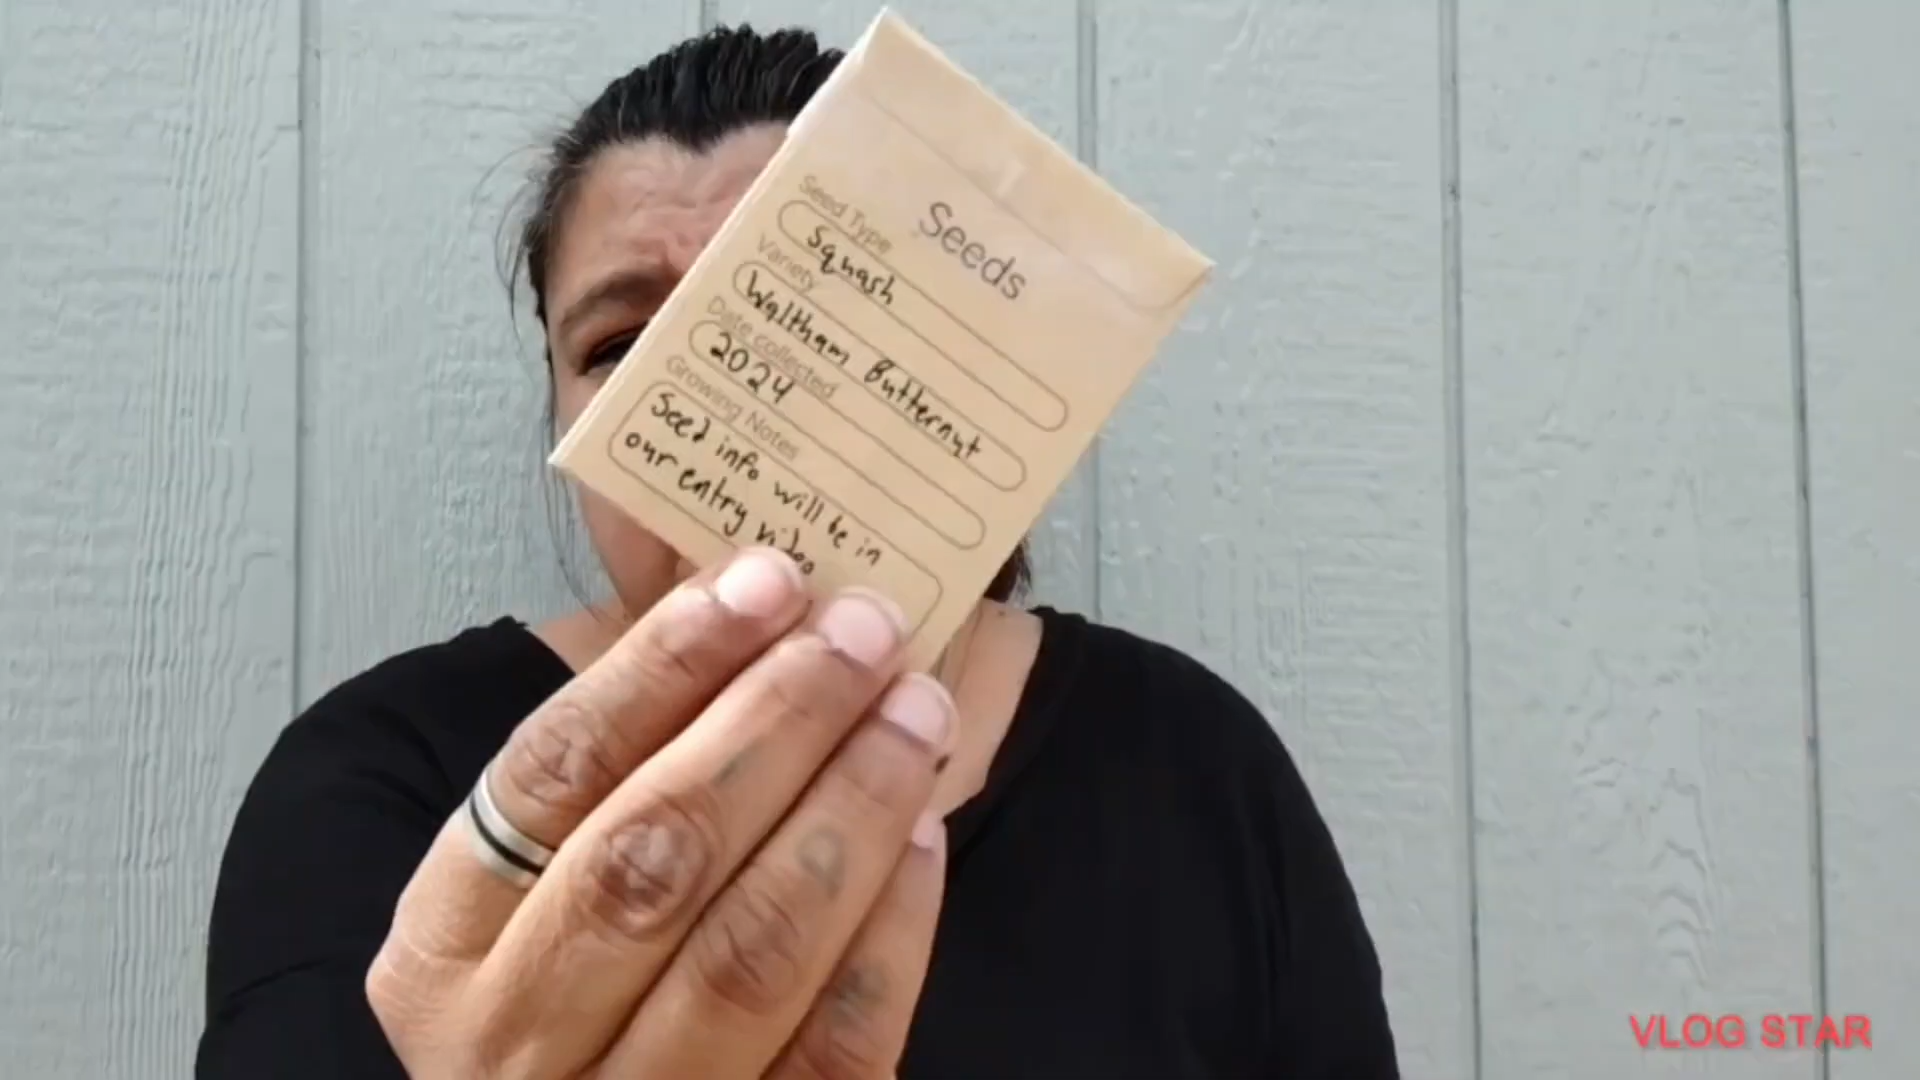 Seeds
Seed Type
Squash
Variety
Waltham Butternut
Date collected
2024
Growing Notes
Seed info will be in
our entry video
VLOG STAR